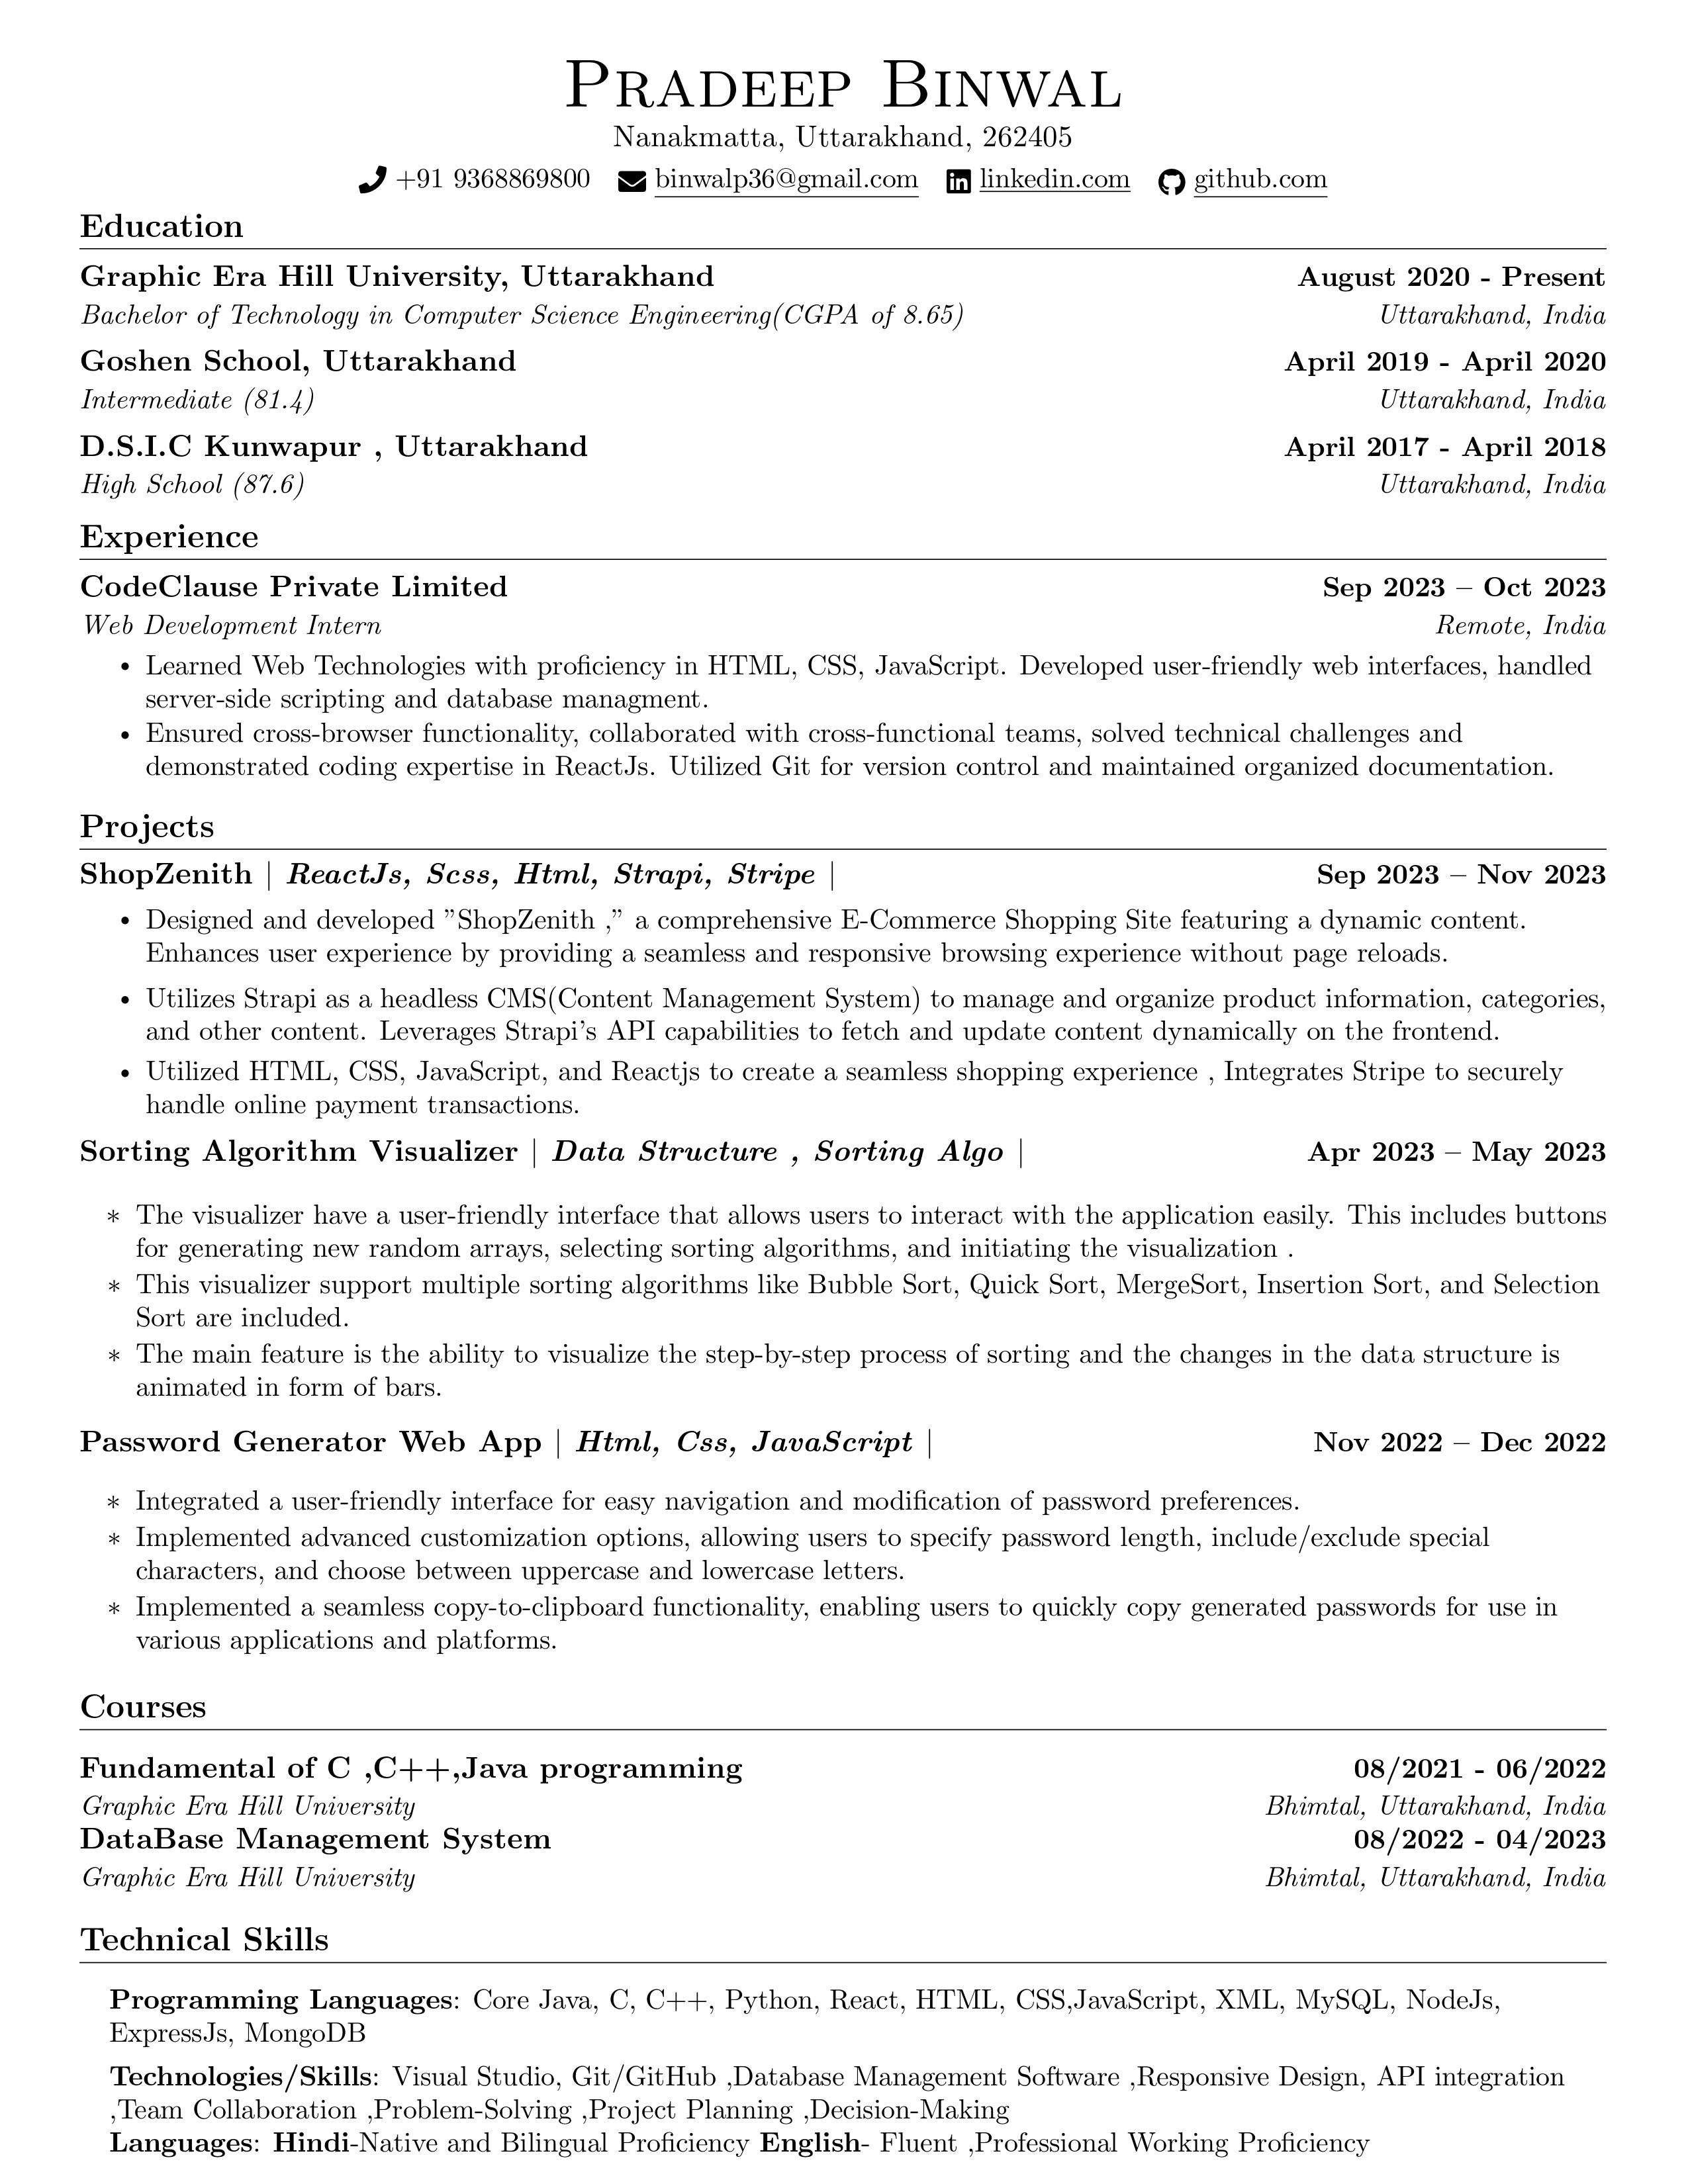 Pradeep Binwal
Nanakmatta, Uttarakhand, 262405
+91 9368869800 binwalp36@gmail.com linkedin.com github.com
Education
Graphic Era Hill University, Uttarakhand August 2020 - Present
Bachelor of Technology in Computer Science Engineering(CGPA of 8.65) Uttarakhand, India
Goshen School, Uttarakhand April 2019 - April 2020
Intermediate (81.4) Uttarakhand, India
D.S.I.C Kunwapur , Uttarakhand April 2017 - April 2018
High School (87.6) Uttarakhand, India
Experience
CodeClause Private Limited Sep 2023 – Oct 2023
Web Development Intern Remote, India
• Learned Web Technologies with proficiency in HTML, CSS, JavaScript. Developed user-friendly web interfaces, handled
server-side scripting and database managment.
• Ensured cross-browser functionality, collaborated with cross-functional teams, solved technical challenges and
demonstrated coding expertise in ReactJs. Utilized Git for version control and maintained organized documentation.
Projects
ShopZenith | ReactJs, Scss, Html, Strapi, Stripe | Sep 2023 – Nov 2023
• Designed and developed ”ShopZenith ,” a comprehensive E-Commerce Shopping Site featuring a dynamic content.
Enhances user experience by providing a seamless and responsive browsing experience without page reloads.
• Utilizes Strapi as a headless CMS(Content Management System) to manage and organize product information, categories,
and other content. Leverages Strapi’s API capabilities to fetch and update content dynamically on the frontend.
• Utilized HTML, CSS, JavaScript, and Reactjs to create a seamless shopping experience , Integrates Stripe to securely
handle online payment transactions.
Sorting Algorithm Visualizer | Data Structure , Sorting Algo | Apr 2023 – May 2023
∗ The visualizer have a user-friendly interface that allows users to interact with the application easily. This includes buttons
for generating new random arrays, selecting sorting algorithms, and initiating the visualization .
∗ This visualizer support multiple sorting algorithms like Bubble Sort, Quick Sort, MergeSort, Insertion Sort, and Selection
Sort are included.
∗ The main feature is the ability to visualize the step-by-step process of sorting and the changes in the data structure is
animated in form of bars.
Password Generator Web App | Html, Css, JavaScript | Nov 2022 – Dec 2022
∗ Integrated a user-friendly interface for easy navigation and modification of password preferences.
∗ Implemented advanced customization options, allowing users to specify password length, include/exclude special
characters, and choose between uppercase and lowercase letters.
∗ Implemented a seamless copy-to-clipboard functionality, enabling users to quickly copy generated passwords for use in
various applications and platforms.
Courses
Fundamental of C ,C++,Java programming 08/2021 - 06/2022
Graphic Era Hill University Bhimtal, Uttarakhand, India
DataBase Management System 08/2022 - 04/2023
Graphic Era Hill University Bhimtal, Uttarakhand, India
Technical Skills
Programming Languages: Core Java, C, C++, Python, React, HTML, CSS,JavaScript, XML, MySQL, NodeJs,
ExpressJs, MongoDB
Technologies/Skills: Visual Studio, Git/GitHub ,Database Management Software ,Responsive Design, API integration
,Team Collaboration ,Problem-Solving ,Project Planning ,Decision-Making
Languages: Hindi-Native and Bilingual Proficiency English- Fluent ,Professional Working Proficiency